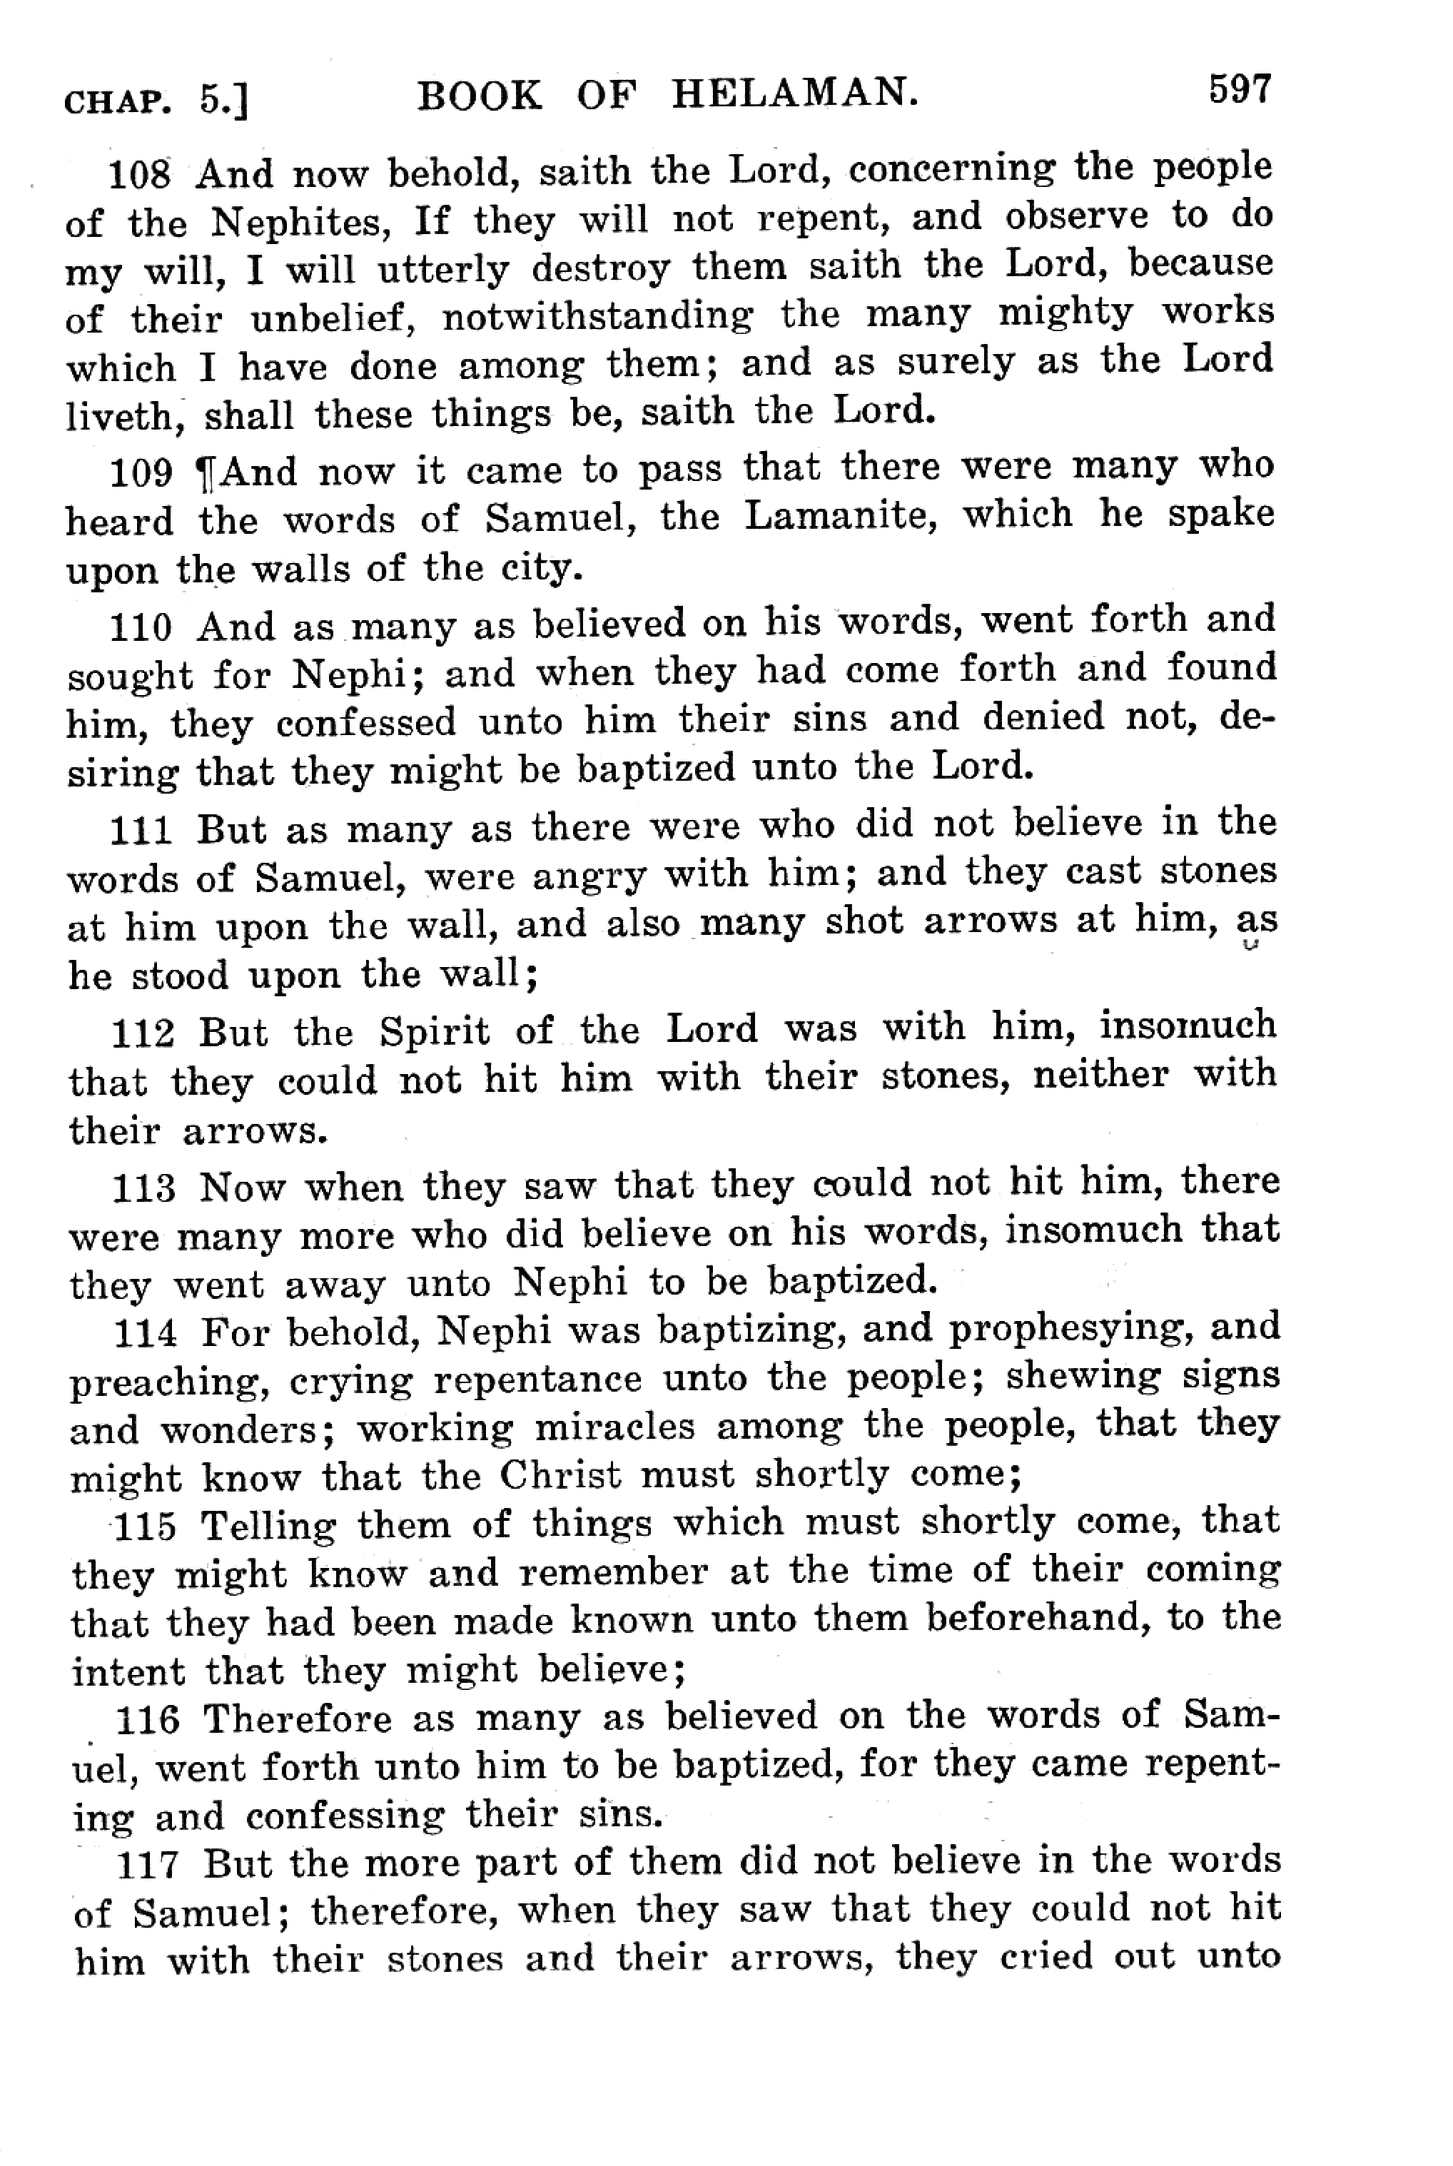 CHAP. 5.] BOOK OF HELAMAN. 597
108 And now behold, saith the Lord, concerning the people
of the Nephites, If they will not repent, and observe to do
my will, I will utterly destroy them saith the Lord, because
of their unbelief, notwithstanding the many mighty works
which I have done among them; and as surely as the Lord
liveth, shall these things be, saith the Lord.
109 ¶And now it came to pass that there were many who
heard the words of Samuel, the Lamanite, which he spake
upon the walls of the city.
110 And as many as believed on his words, went forth and
sought for Nephi; and when they had come forth and found
him, they confessed unto him their sins and denied not, de-
siring that they might be baptized unto the Lord.
111 But as many as there were who did not believe in the
words of Samuel, were angry with him; and they cast stones
at him upon the wall, and also many shot arrows at him, as
he stood upon the wall;
112 But the Spirit of the Lord was with him, insomuch
that they could not hit him with their stones, neither with
their arrows.
113 Now when they saw that they could not hit him, there
were many more who did believe on his words, insomuch that
they went away unto Nephi to be baptized.
114 For behold, Nephi was baptizing, and prophesying, and
preaching, crying repentance unto the people; shewing signs
and wonders; working miracles among the people, that they
might know that the Christ must shortly come;
115 Telling them of things which must shortly come, that
they might know and remember at the time of their coming
that they had been made known unto them beforehand, to the
intent that they might believe;
116 Therefore as many as believed on the words of Sam-
uel, went forth unto him to be baptized, for they came repent-
ing and confessing their sins.
117 But the more part of them did not believe in the words
of Samuel; therefore, when they saw that they could not hit
him with their stones and their arrows, they cried out unto